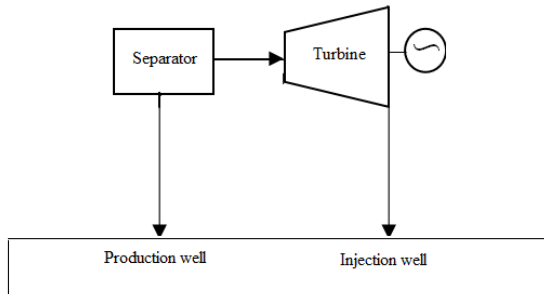 Separator
Turbine
Production well
Injection well